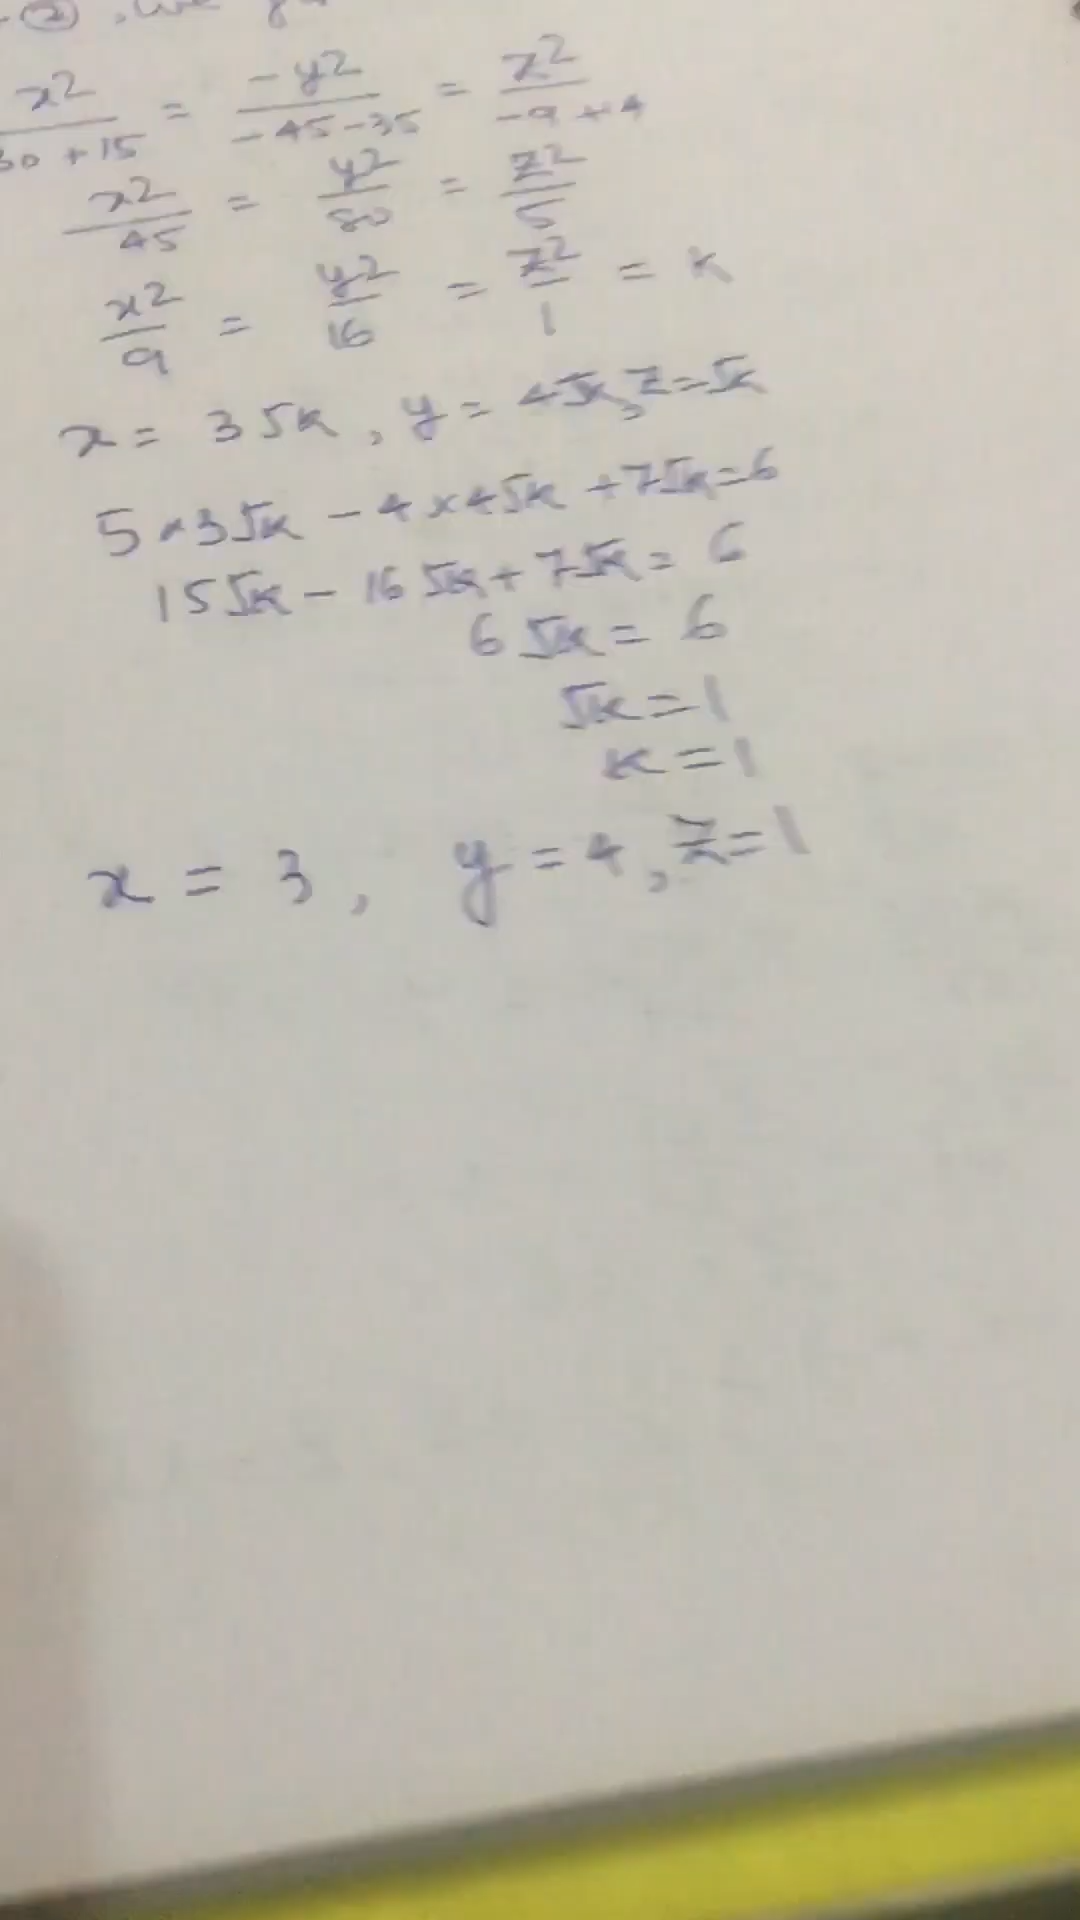 ②, we
x2/30+15 = -y2/-45-35 = z2/-9+4
x2/45 = y2/80 = z2/5
x2/9 = y2/16 = z2/1 = k
x = 3√k, y = 4√k, z=√k
5×3√k - 4×4√k +7√k=6
15√k - 16√k+7√k= 6
6√k= 6
√k=1
k=1
x = 3, y=4, z=1